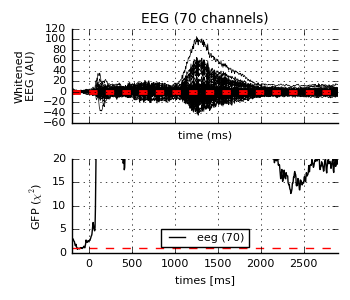 EEG (70 channels)
120
100
80
60
40
20
0
−20
−40
−60
Whitened
EEG (AU)
time (ms)
20
15
10
5
0
GFP (χ²)
eeg (70)
0 500 1000 1500 2000 2500
times [ms]